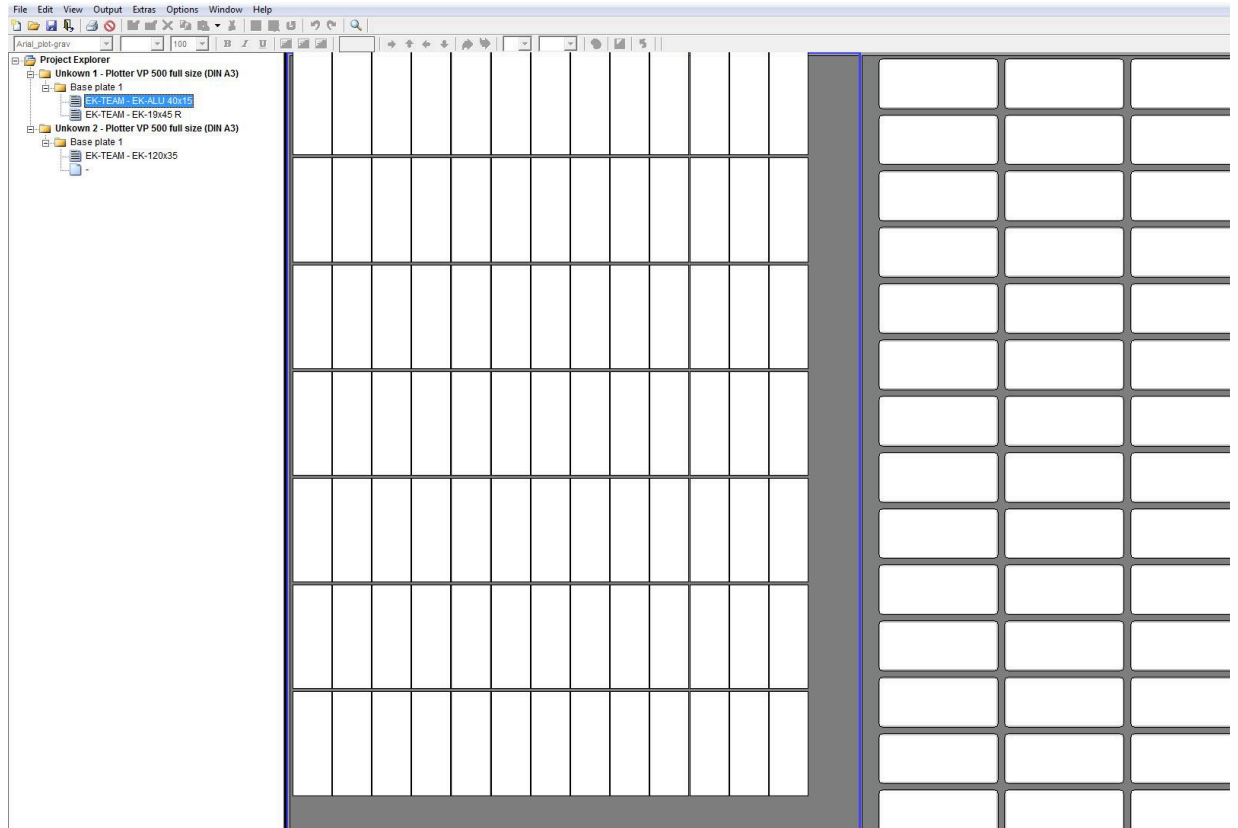 File Edit View Output Extras Options Window Help
Arial_plot-grav 100 B I U
Project Explorer
Unkown 1 - Plotter VP 500 full size (DIN A3)
Base plate 1
EK-TEAM - EK-ALU 40x15
EK-TEAM - EK-19x45 R
Unkown 2 - Plotter VP 500 full size (DIN A3)
Base plate 1
EK-TEAM - EK-120x35
-